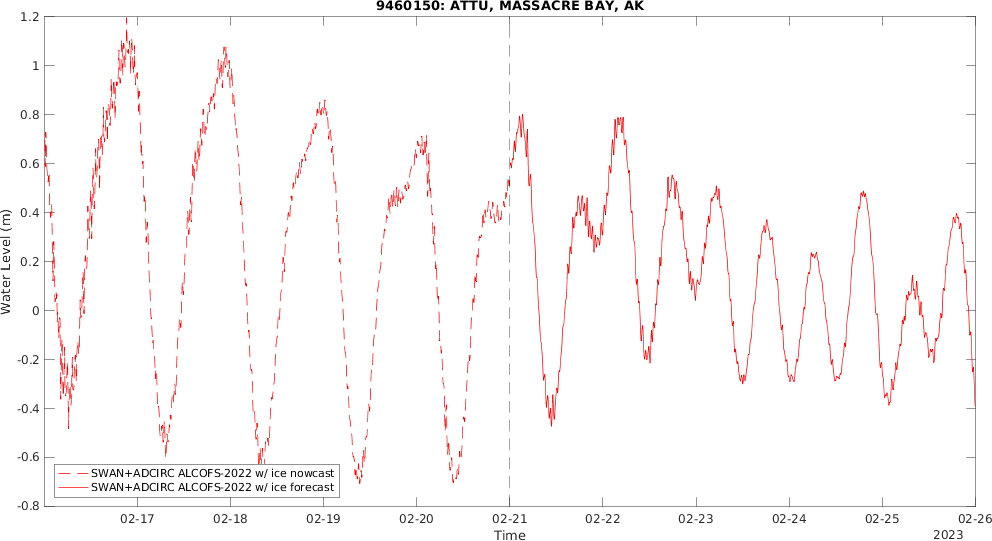 9460150: ATTU, MASSACRE BAY, AK
1.2
1
0.8
0.6
0.4
0.2
0
-0.2
-0.4
-0.6
-0.8
Water Level (m)
SWAN+ADCIRC ALCOFS-2022 w/ ice nowcast
SWAN+ADCIRC ALCOFS-2022 w/ ice forecast
02-17 02-18 02-19 02-20 02-21 02-22 02-23 02-24 02-25 02-26
Time
2023